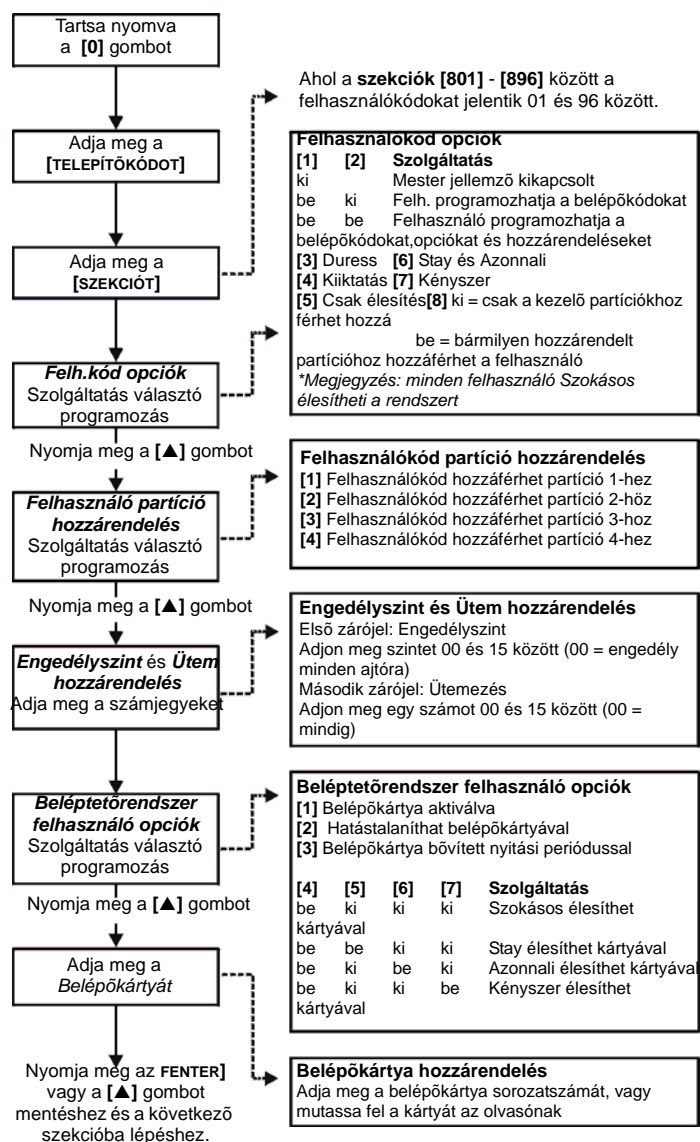 Tartsa nyomva
a [0] gombot
Ahol a szekciók [801] - [896] között a
felhasználókódokat jelentik 01 és 96 között.
Adja meg a
[TELEPÍTÕKÓDOT]
Adja meg a
[SZEKCIÓT]
Felhasználókód opciók
[1] [2] Szolgáltatás
ki Mester jellemzõ kikapcsolt
be ki Felh. programozhatja a belépõkódokat
be be Felhasználó programozhatja a
belépõkódokat,opciókat és hozzárendeléseket
[3] Duress [6] Stay és Azonnali
[4] Kiiktatás [7] Kényszer
[5] Csak élesítés[8] ki = csak a kezelõ partíciókhoz
férhet hozzá
be = bármilyen hozzárendelt
partícióhoz hozzáférhet a felhasználó
*Megjegyzés: minden felhasználó Szokásos
élesítheti a rendszert
Felh.kód opciók
Szolgáltatás választó
programozás
Nyomja meg a [▲] gombot
Felhasználó partíció
hozzárendelés
Szolgáltatás választó
programozás
Felhasználókód partíció hozzárendelés
[1] Felhasználókód hozzáférhet partíció 1-hez
[2] Felhasználókód hozzáférhet partíció 2-höz
[3] Felhasználókód hozzáférhet partíció 3-hoz
[4] Felhasználókód hozzáférhet partíció 4-hez
Nyomja meg a [▲] gombot
Engedélyszint és Ütem
hozzárendelés
Adja meg a számjegyeket
Engedélyszint és Ütem hozzárendelés
Elsõ zárójel: Engedélyszint
Adjon meg szintet 00 és 15 között (00 = engedély
minden ajtóra)
Második zárójel: Ütemezés
Adjon meg egy számot 00 és 15 között (00 =
mindig)
Beléptetõrendszer
felhasználó opciók
Szolgáltatás választó
programozás
Nyomja meg a [▲] gombot
Beléptetõrendszer felhasználó opciók
[1] Belépõkártya aktiválva
[2] Hatástalaníthat belépõkártyával
[3] Belépõkártya bõvített nyitási periódussal
[4] [5] [6] [7] Szolgáltatás
be ki ki ki Szokásos élesíthet
kártyával
be be ki ki Stay élesíthet kártyával
be ki be ki Azonnali élesíthet kártyával
be ki ki be Kényszer élesíthet
kártyával
Adja meg a
Belépõkártyát
Nyomja meg az FENTER]
vagy a [▲] gombot
mentéshez és a következõ
szekcióba lépéshez.
Belépõkártya hozzárendelés
Adja meg a belépõkártya sorozatszámát, vagy
mutassa fel a kártyát az olvasónak